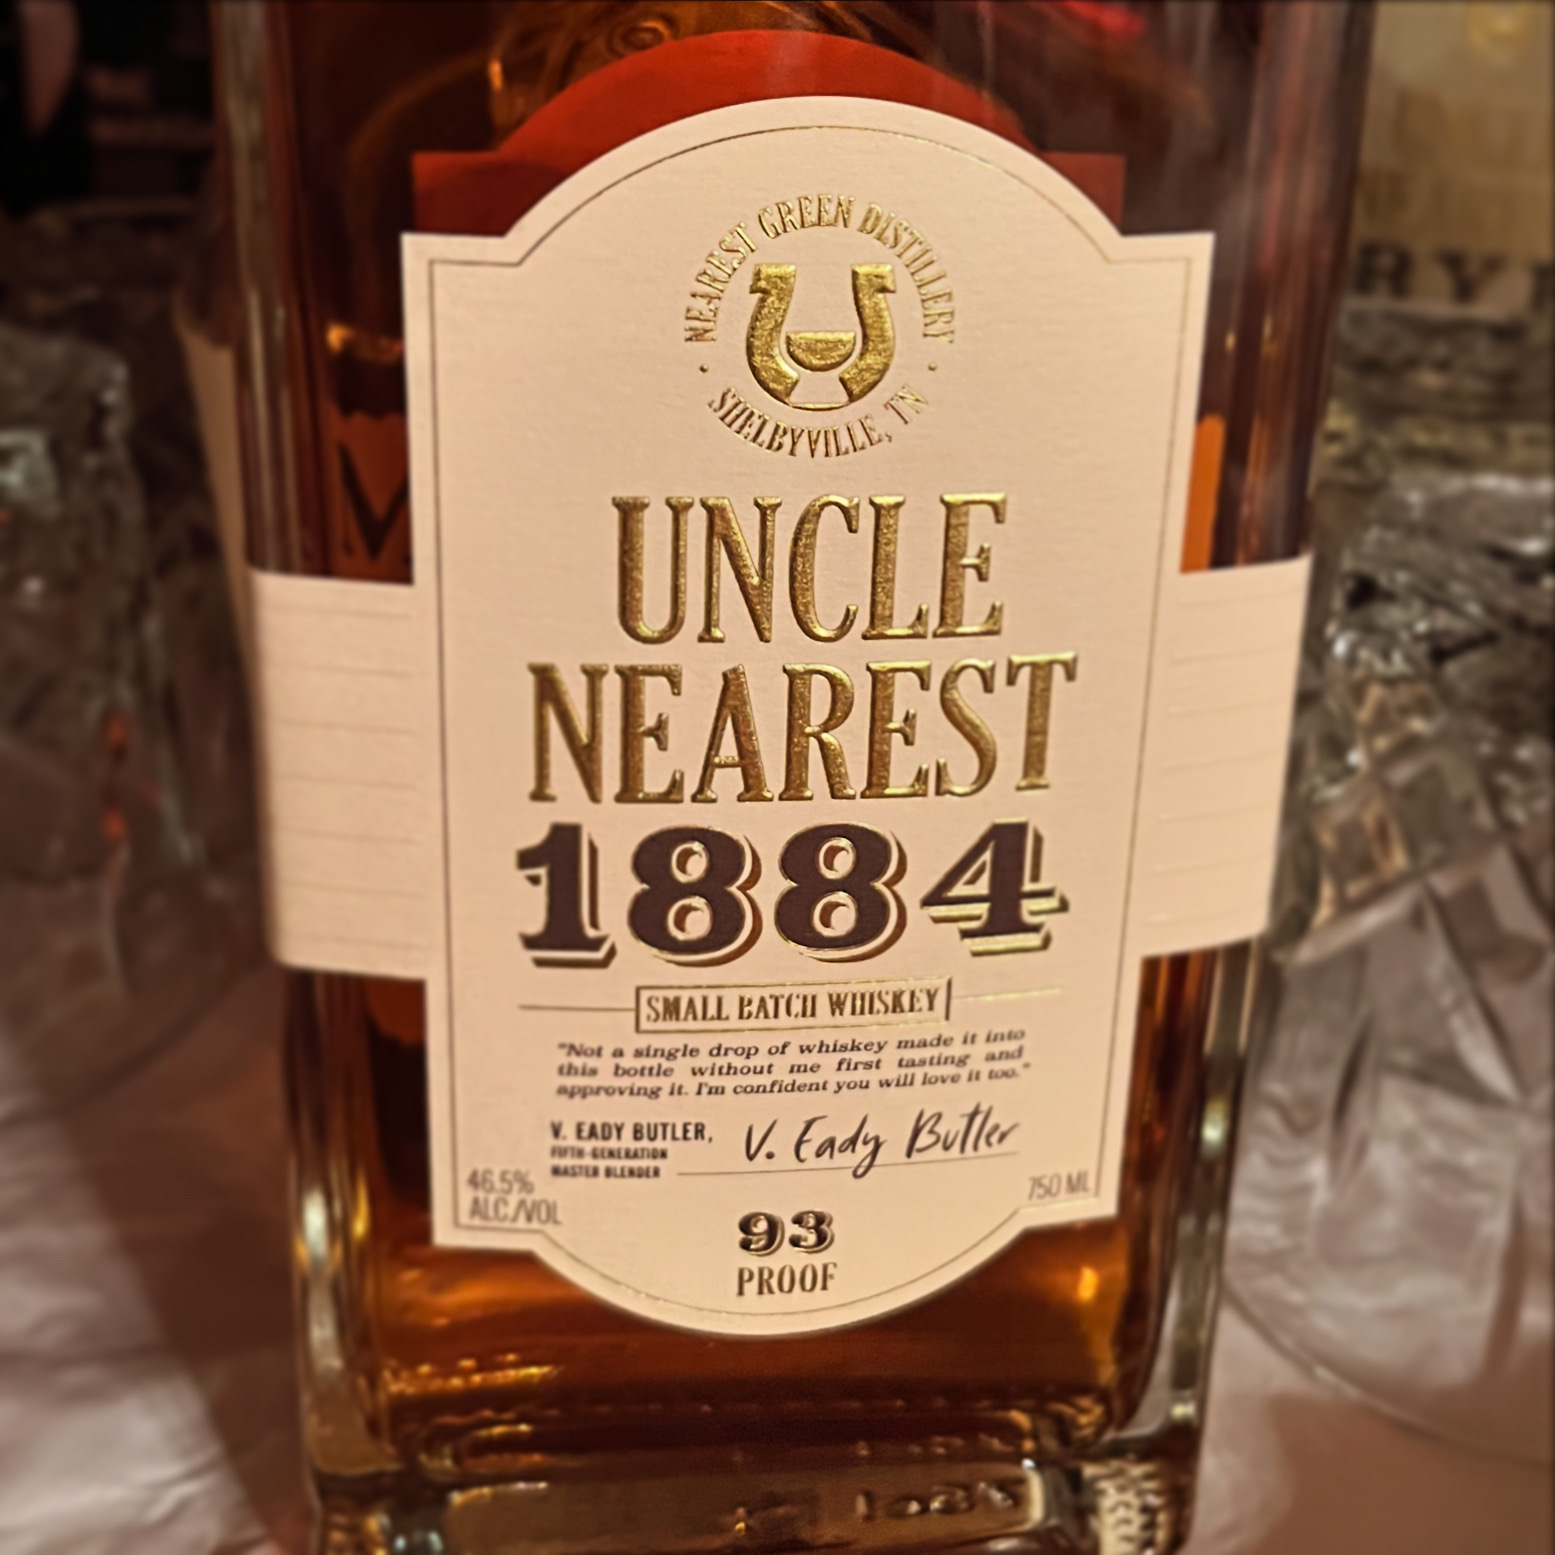 NEAREST GREEN DISTILLERY
SHELBYVILLE, TN
UNCLE
NEAREST
1884
SMALL BATCH WHISKEY
"Not a single drop of whiskey made it into
this bottle without me first tasting and
approving it. I'm confident you will love it too."
V. EADY BUTLER,
FIFTH-GENERATION
MASTER BLENDER
V. Eady Butler
46.5%
ALC./VOL
750 ML
93
PROOF